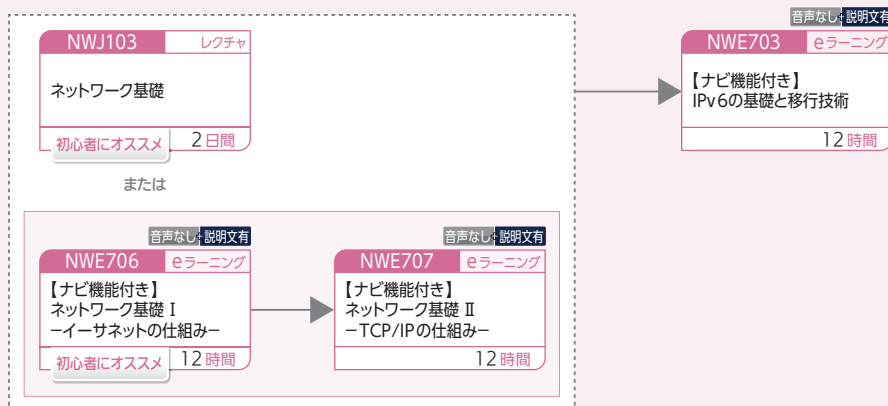 NWJ103 レクチャ
ネットワーク基礎
初心者にオススメ 2日間
または
音声なし+説明文有
NWE706 eラーニング
【ナビ機能付き】
ネットワーク基礎 Ⅰ
−イーサネットの仕組み−
初心者にオススメ 12時間
音声なし+説明文有
NWE707 eラーニング
【ナビ機能付き】
ネットワーク基礎 Ⅱ
−TCP/IPの仕組み−
12時間
音声なし+説明文有
NWE703 eラーニング
【ナビ機能付き】
IPv6の基礎と移行技術
12時間